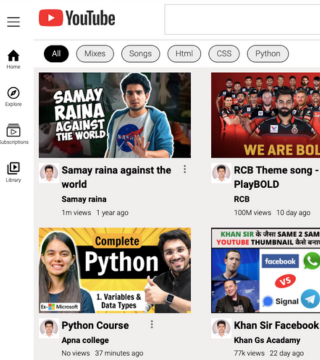 YouTube
All
Mixes
Songs
Html
CSS
Python
Home
Explore
Subscriptions
Library
SAMAY
RAINA
AGAINST
THE WORLD
NASA
WE ARE BOL
Samay raina against the
world
Samay raina
1m views 1 year ago
RCB Theme song -
PlayBOLD
RCB
100M views 10 day ago
Complete
Python
1. Variables &
Data Types
Ex- Microsoft
KHAN SIR के जैसा SAME 2 SAM
YOUTUBE THUMBNAIL कैसे बना
facebook
VS
Signal
Python Course
Apna college
No views 37 minutes ago
Khan Sir Facebook
Khan Gs Acadamy
77k views 22 day ago